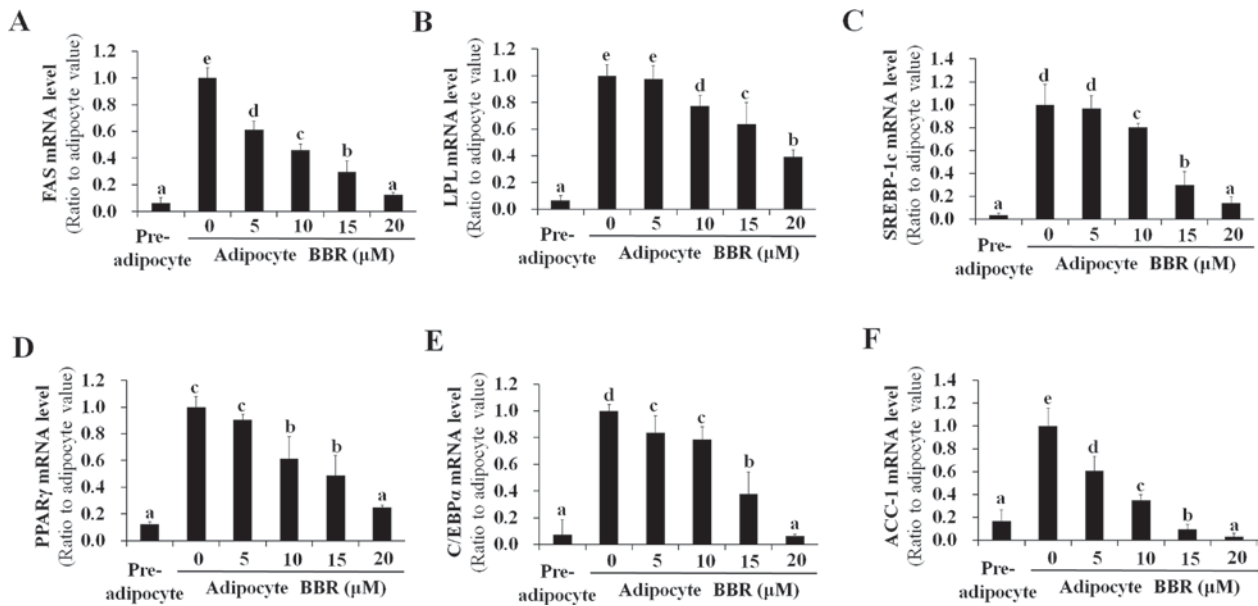 A
FAS mRNA level
(Ratio to adipocyte value)
1.2
1.0
0.8
0.6
0.4
0.2
0.0
a
e
d
c
b
a
0 5 10 15 20
Pre-
adipocyte
Adipocyte BBR (μM)
B
LPL mRNA level
(Ratio to adipocyte value)
1.2
1.0
0.8
0.6
0.4
0.2
0.0
a
e
e
d
c
b
0 5 10 15 20
Pre-
adipocyte
Adipocyte BBR (μM)
C
SREBP-1c mRNA level
(Ratio to adipocyte value)
1.4
1.2
1.0
0.8
0.6
0.4
0.2
0.0
a
d
d
c
b
a
0 5 10 15 20
Pre-
adipocyte
Adipocyte BBR (μM)
D
PPARγ mRNA level
(Ratio to adipocyte value)
1.2
1.0
0.8
0.6
0.4
0.2
0.0
a
c
c
b
b
a
0 5 10 15 20
Pre-
adipocyte
Adipocyte BBR (μM)
E
C/EBPα mRNA level
(Ratio to adipocyte value)
1.2
1.0
0.8
0.6
0.4
0.2
0.0
a
d
c
c
b
a
0 5 10 15 20
Pre-
adipocyte
Adipocyte BBR (μM)
F
ACC-1 mRNA level
(Ratio to adipocyte value)
1.4
1.2
1.0
0.8
0.6
0.4
0.2
0.0
a
e
d
c
b
a
0 5 10 15 20
Pre-
adipocyte
Adipocyte BBR (μM)